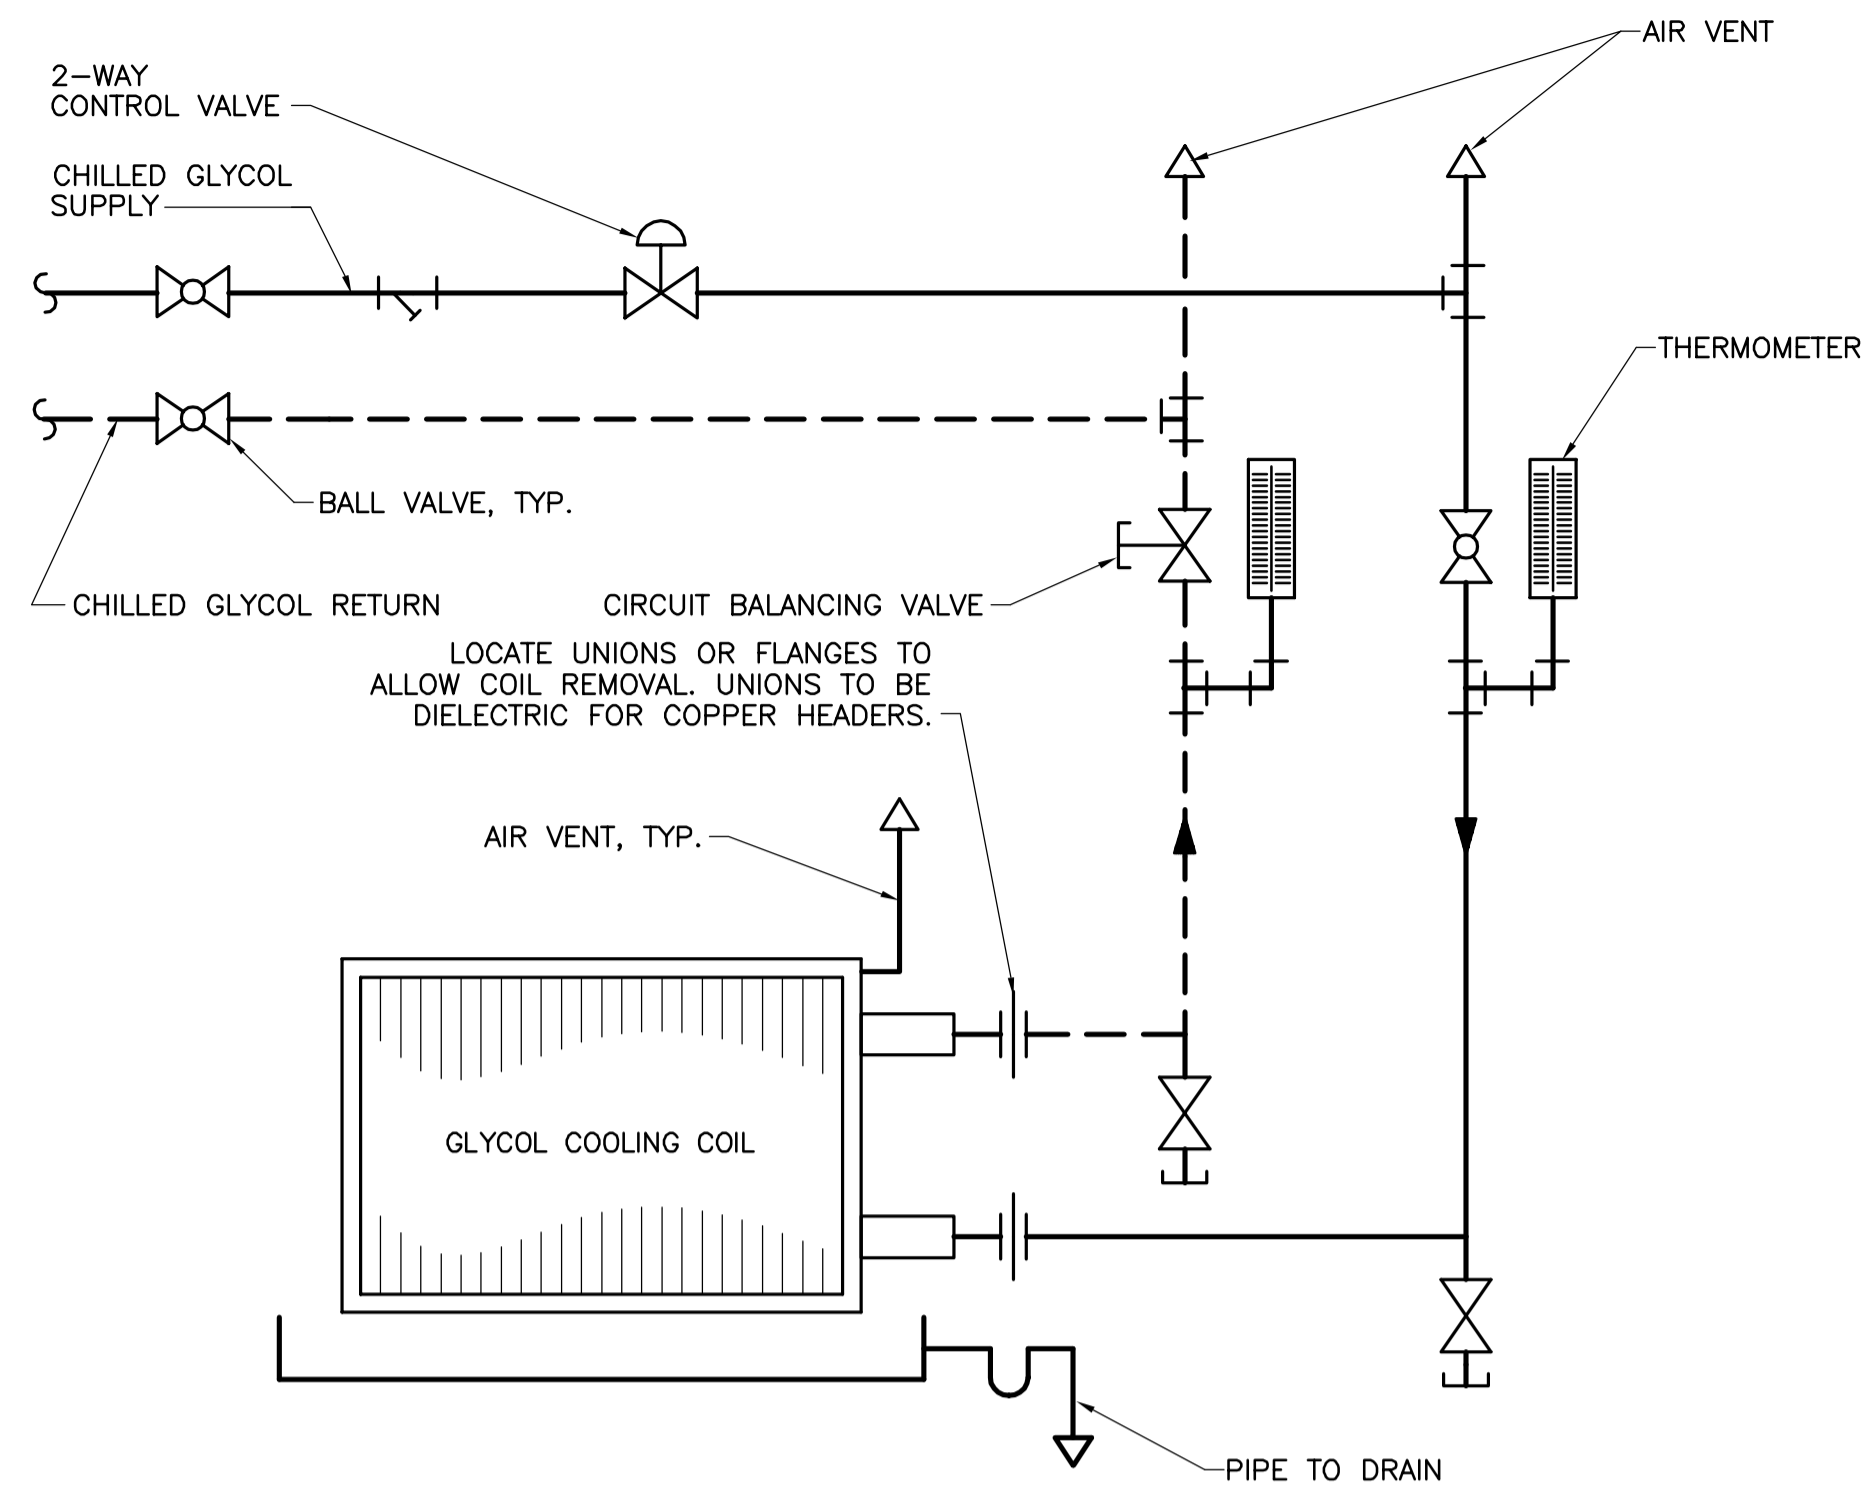 AIR VENT
2-WAY
CONTROL VALVE
CHILLED GLYCOL
SUPPLY
THERMOMETER
BALL VALVE, TYP.
CHILLED GLYCOL RETURN
CIRCUIT BALANCING VALVE
LOCATE UNIONS OR FLANGES TO
ALLOW COIL REMOVAL. UNIONS TO BE
DIELECTRIC FOR COPPER HEADERS.
AIR VENT, TYP.
GLYCOL COOLING COIL
PIPE TO DRAIN